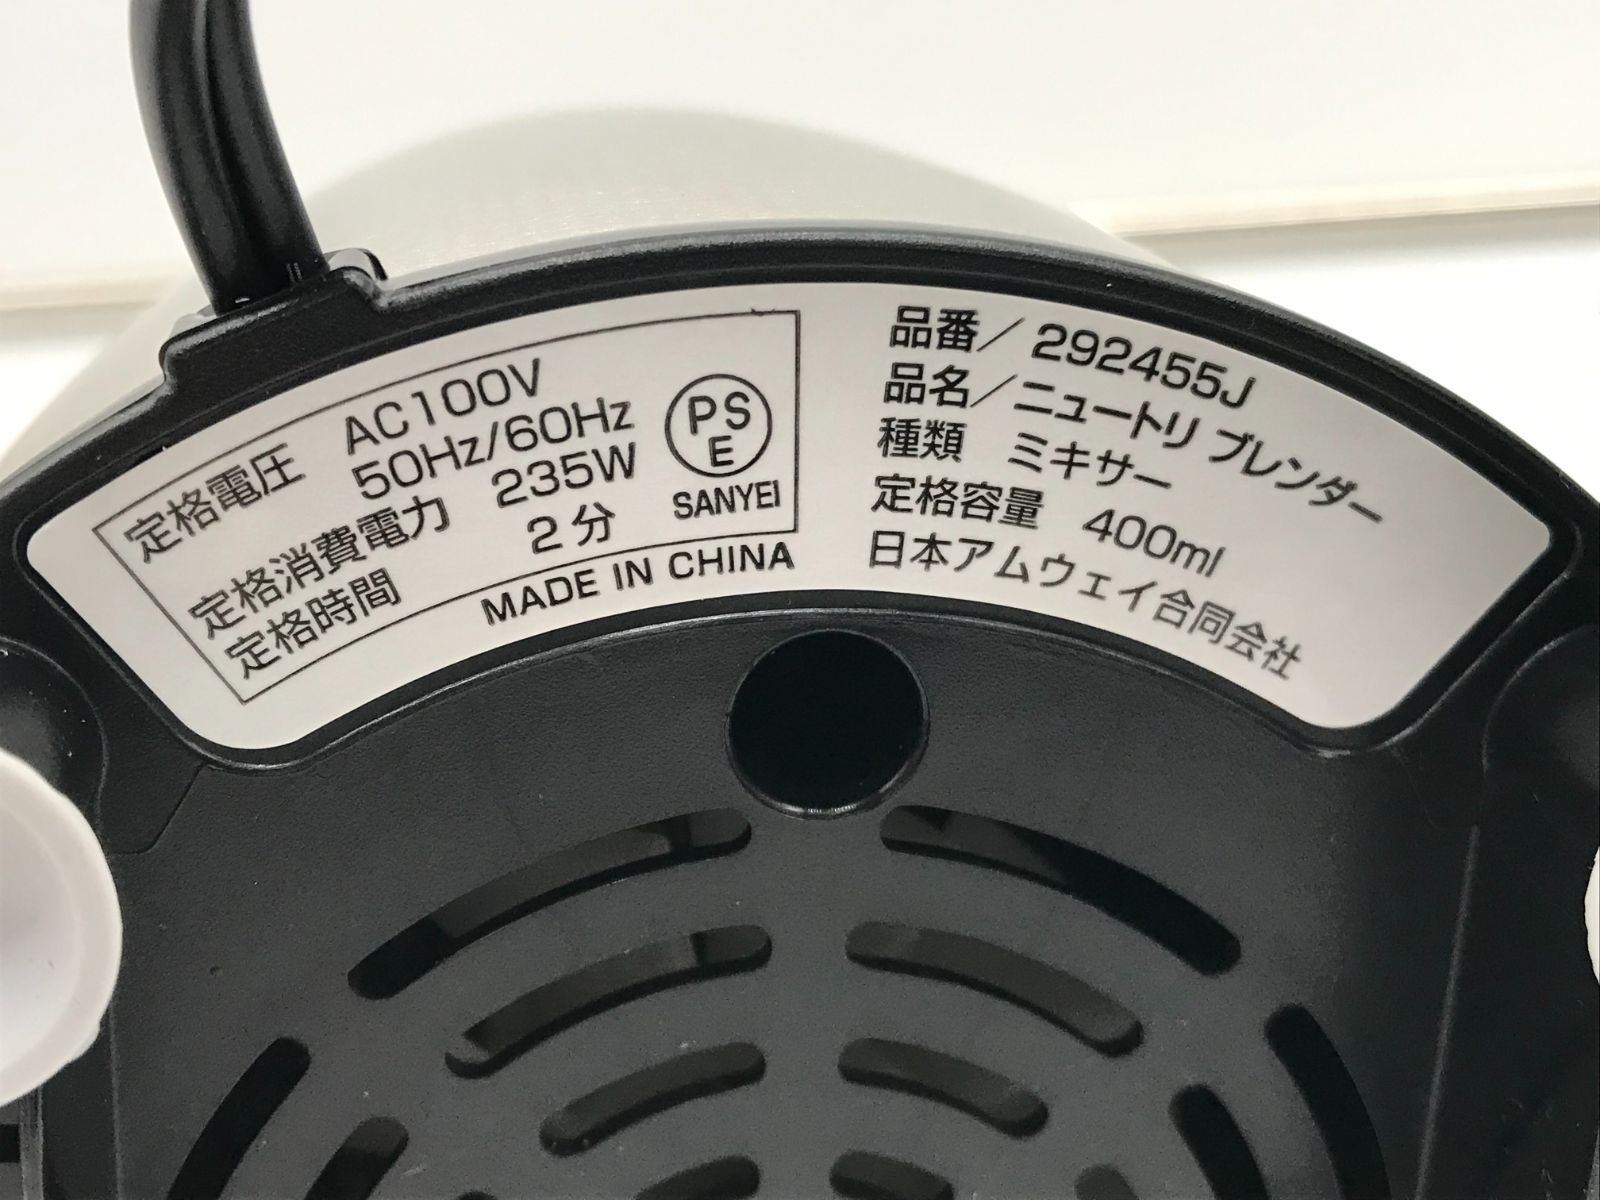 定格電圧 AC100V
50Hz/60Hz
定格消費電力 235W
定格時間 2分
PS
E
SANYEI
MADE IN CHINA
品番／292455J
品名／ニュートリ ブレンダー
種類 ミキサー
定格容量 400ml
日本アムウェイ合同会社